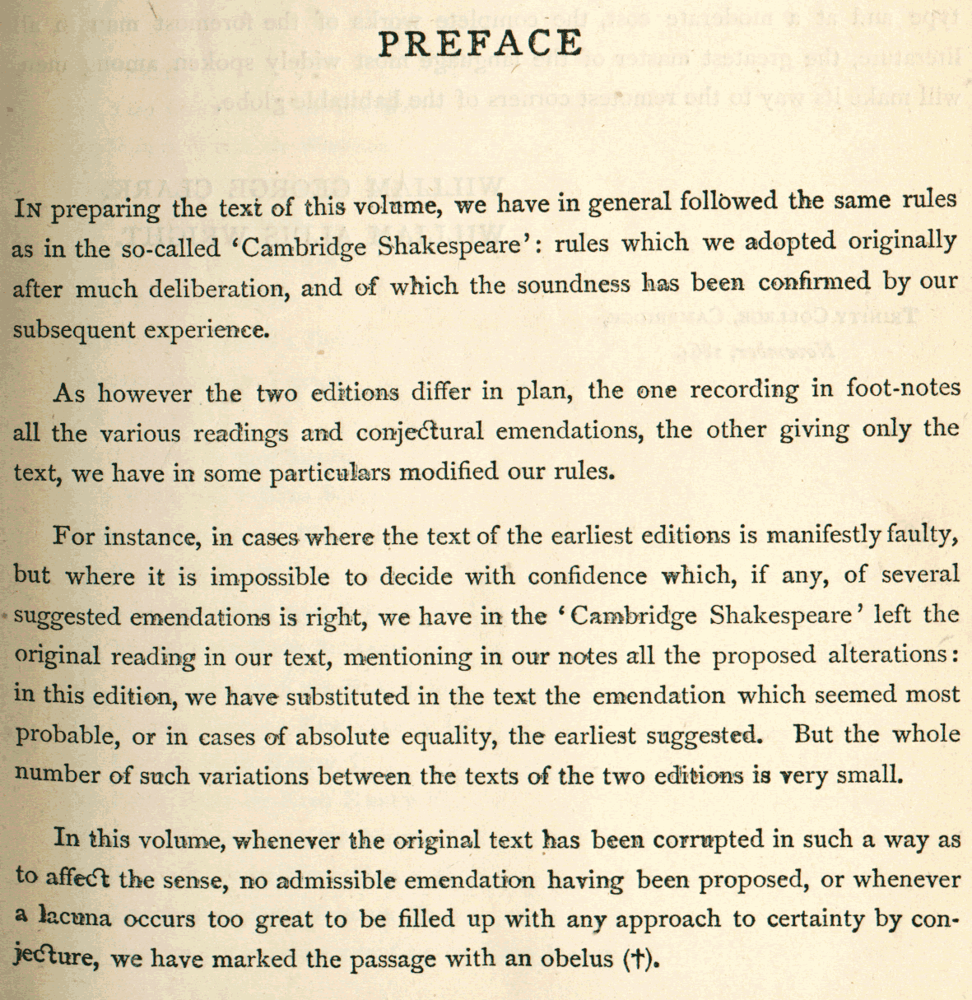 PREFACE
IN preparing the text of this volume, we have in general followed the same rules
as in the so-called ‘Cambridge Shakespeare’: rules which we adopted originally
after much deliberation, and of which the soundness has been confirmed by our
subsequent experience.
As however the two editions differ in plan, the one recording in foot-notes
all the various readings and conjectural emendations, the other giving only the
text, we have in some particulars modified our rules.
For instance, in cases where the text of the earliest editions is manifestly faulty,
but where it is impossible to decide with confidence which, if any, of several
suggested emendations is right, we have in the ‘Cambridge Shakespeare’ left the
original reading in our text, mentioning in our notes all the proposed alterations:
in this edition, we have substituted in the text the emendation which seemed most
probable, or in cases of absolute equality, the earliest suggested. But the whole
number of such variations between the texts of the two editions is very small.
In this volume, whenever the original text has been corrupted in such a way as
to affect the sense, no admissible emendation having been proposed, or whenever
a lacuna occurs too great to be filled up with any approach to certainty by con-
jecture, we have marked the passage with an obelus (†).